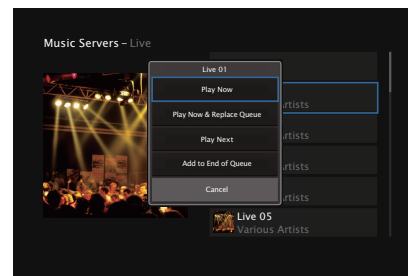 Music Servers – Live
Live 01
Play Now
Play Now & Replace Queue
Play Next
Add to End of Queue
Cancel
Artists
Artists
Artists
Artists
Live 05
Various Artists